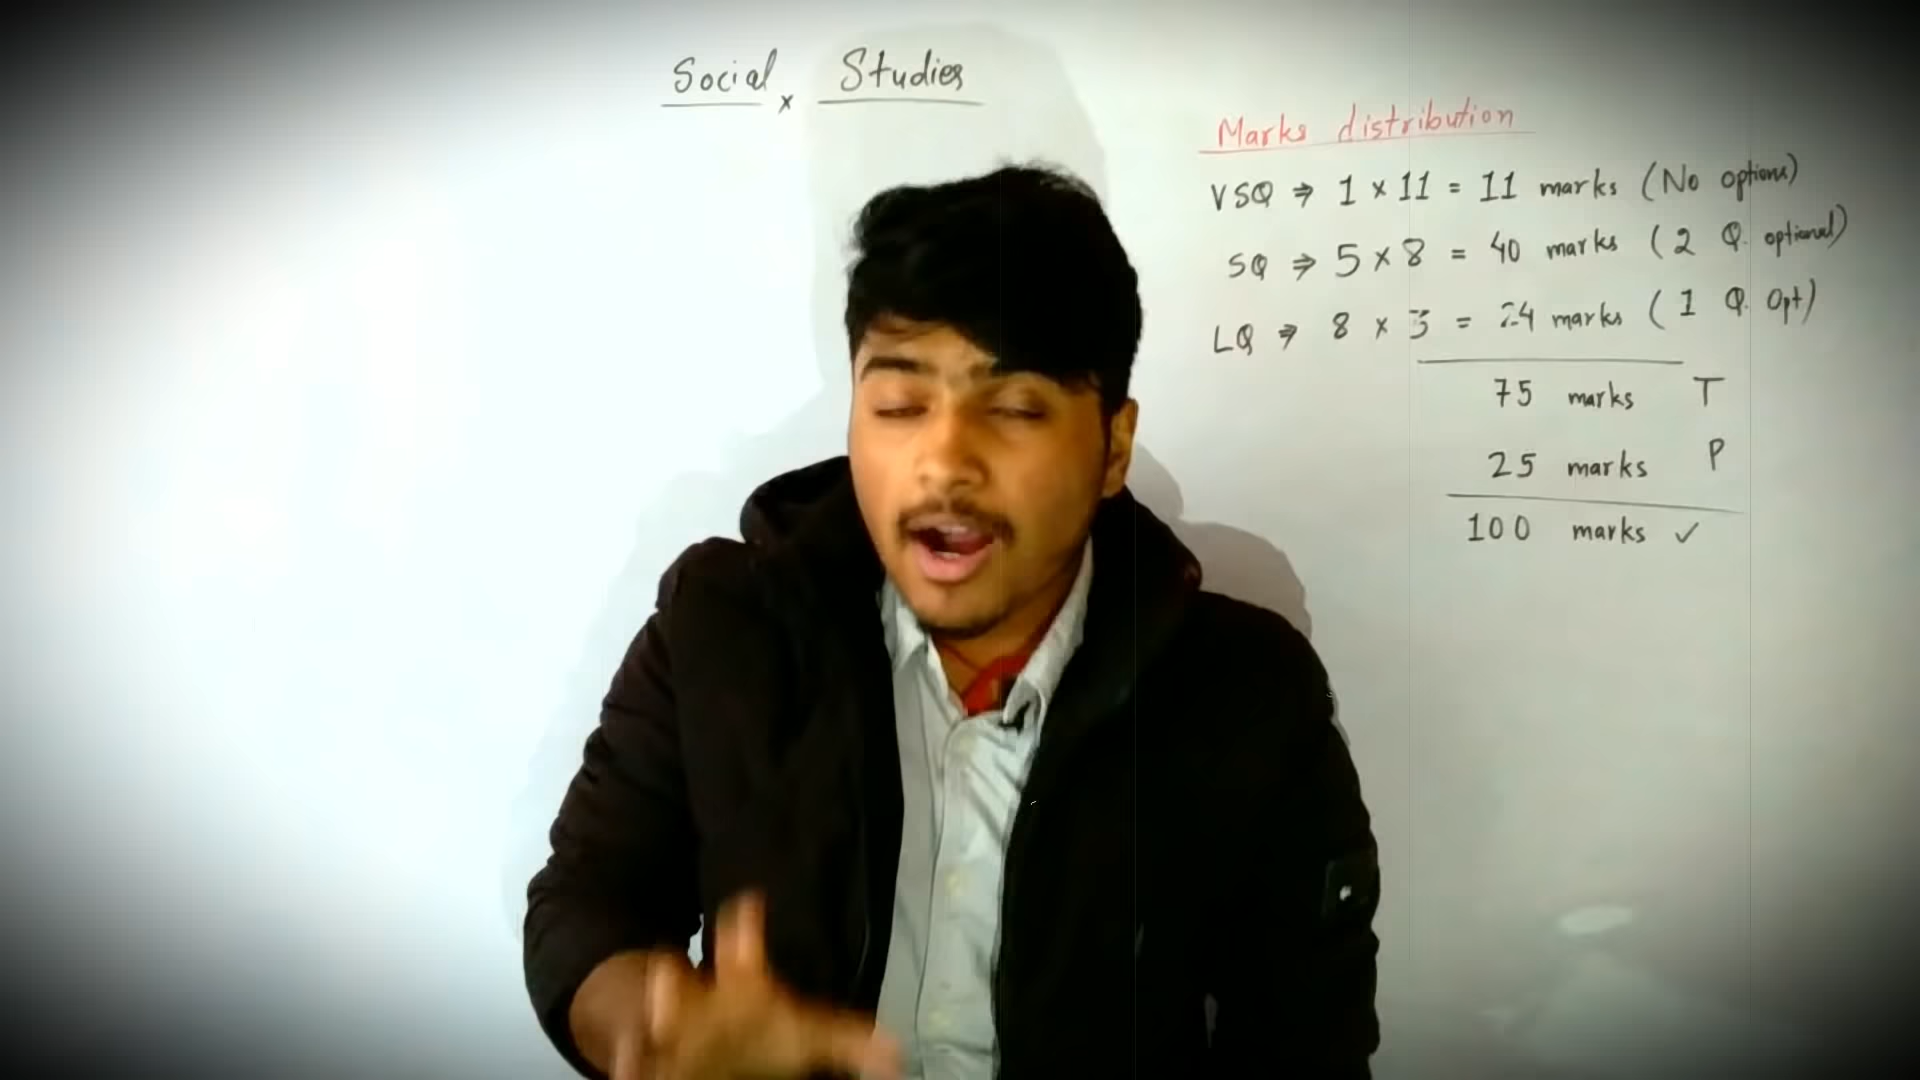 Social x Studies
Marks distribution
VSQ ⇒ 1 × 11 = 11 marks (No options)
SQ ⇒ 5 × 8 = 40 marks (2 Q. optional)
LQ ⇒ 8 × 3 = 24 marks (1 Q. Opt)
75 marks T
25 marks P
100 marks ✓